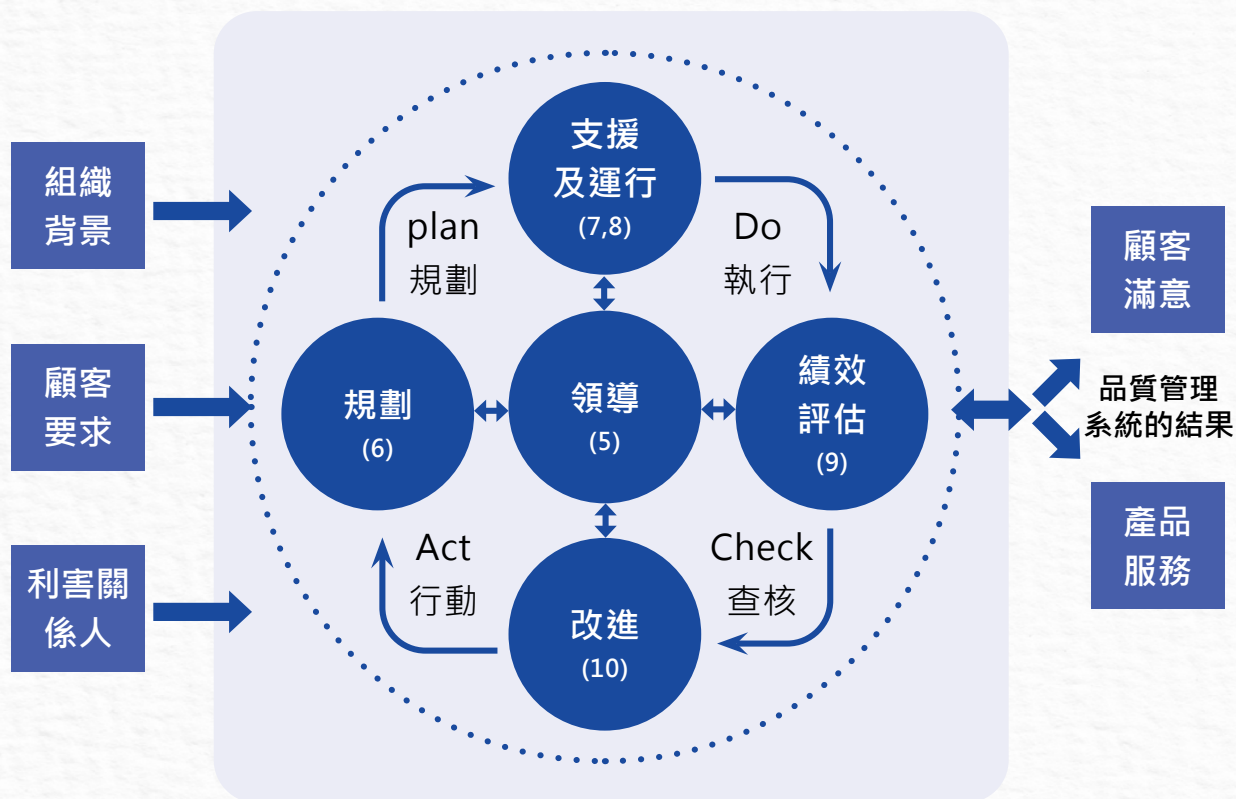 組織
背景
顧客
要求
利害關
係人
支援
及運行
(7,8)
plan
規劃
Do
執行
規劃
(6)
領導
(5)
績效
評估
(9)
Act
行動
Check
查核
改進
(10)
顧客
滿意
品質管理
系統的結果
產品
服務